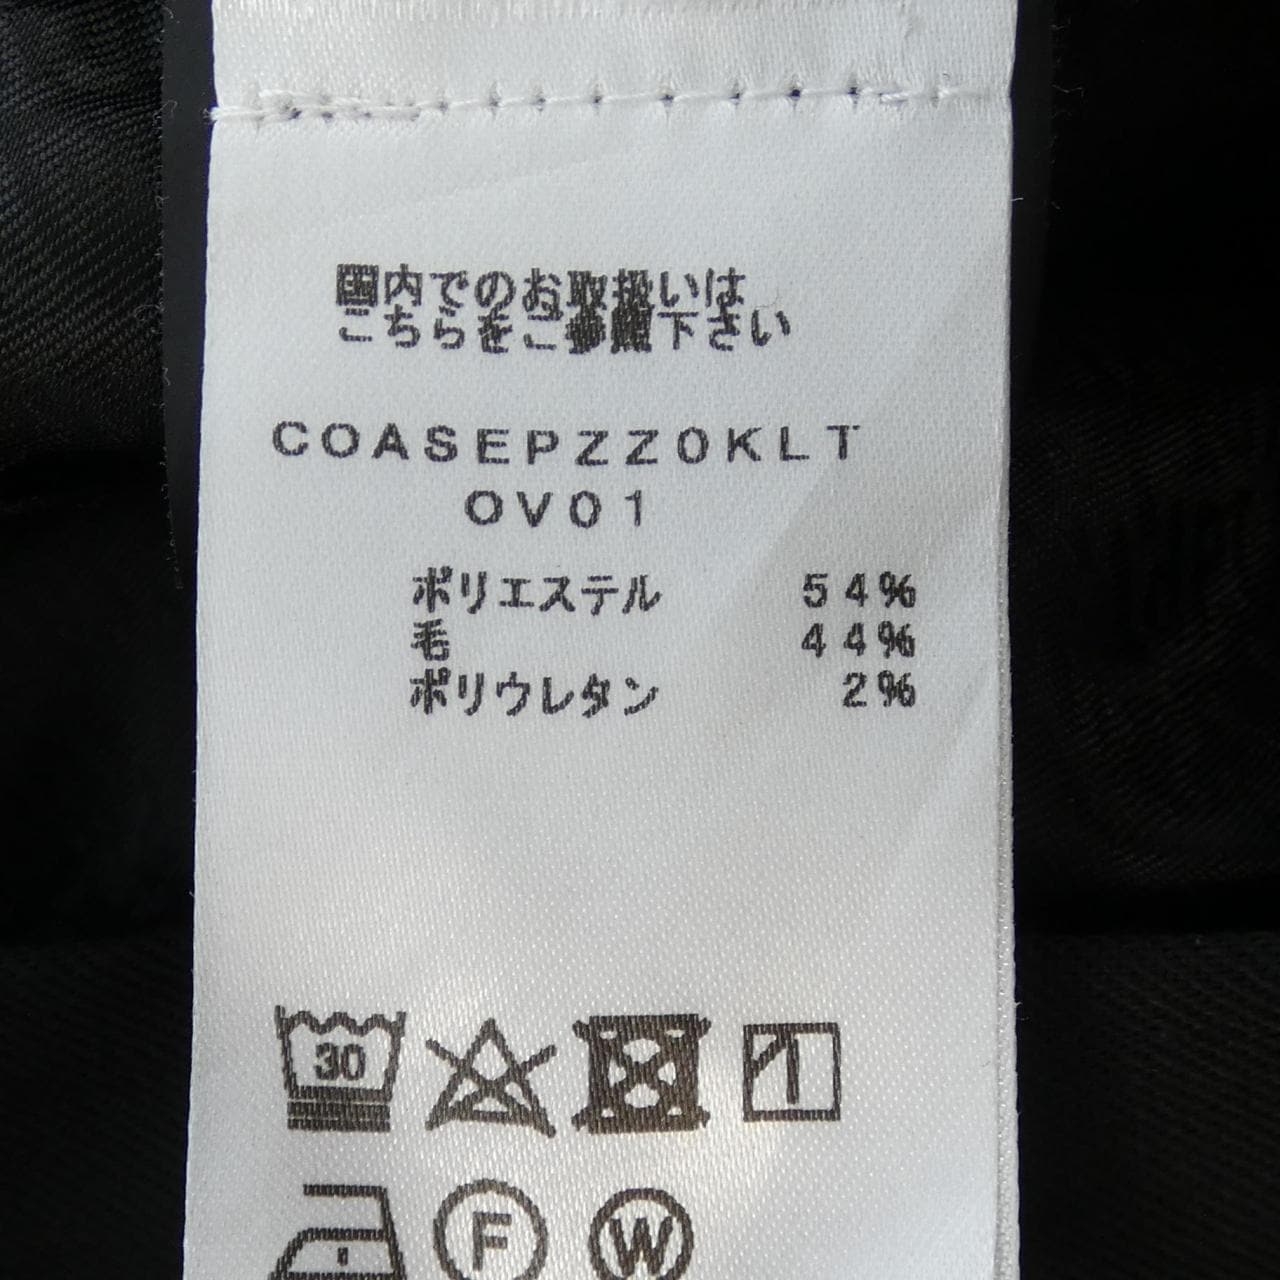 国内でのお取扱いは
こちらをご参照下さい
COASEPZZ0KLT
OV01
ポリエステル 54%
毛 44%
ポリウレタン 2%
30
F W